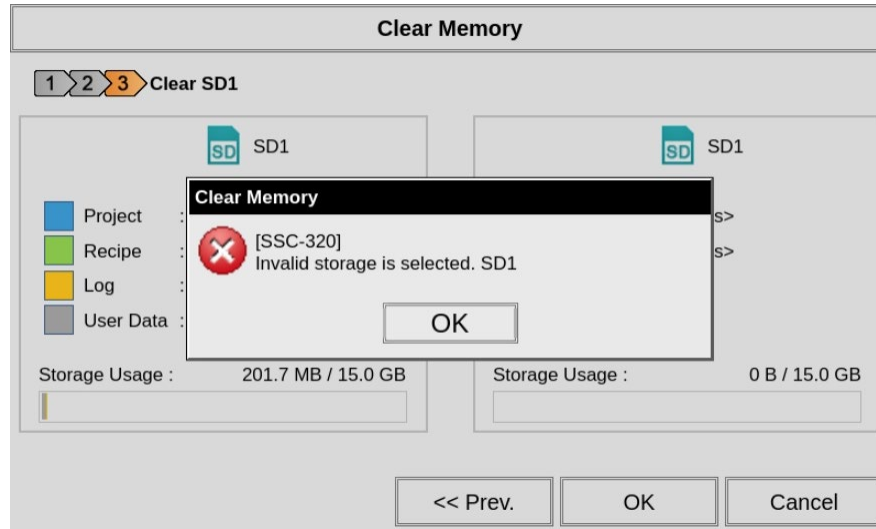 Clear Memory
1 2 3 Clear SD1
SD SD1
SD SD1
Clear Memory
Project :
s>
[SSC-320]
Recipe :
s>
Invalid storage is selected. SD1
Log :
User Data :
OK
Storage Usage : 201.7 MB / 15.0 GB
Storage Usage : 0 B / 15.0 GB
<< Prev.
OK
Cancel